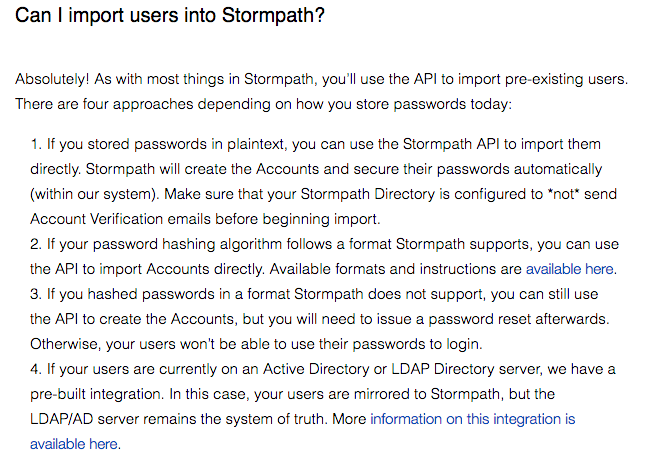 Can I import users into Stormpath?
Absolutely! As with most things in Stormpath, you'll use the API to import pre-existing users.
There are four approaches depending on how you store passwords today:
1. If you stored passwords in plaintext, you can use the Stormpath API to import them
directly. Stormpath will create the Accounts and secure their passwords automatically
(within our system). Make sure that your Stormpath Directory is configured to *not* send
Account Verification emails before beginning import.
2. If your password hashing algorithm follows a format Stormpath supports, you can use
the API to import Accounts directly. Available formats and instructions are available here.
3. If you hashed passwords in a format Stormpath does not support, you can still use
the API to create the Accounts, but you will need to issue a password reset afterwards.
Otherwise, your users won't be able to use their passwords to login.
4. If your users are currently on an Active Directory or LDAP Directory server, we have a
pre-built integration. In this case, your users are mirrored to Stormpath, but the
LDAP/AD server remains the system of truth. More information on this integration is
available here.